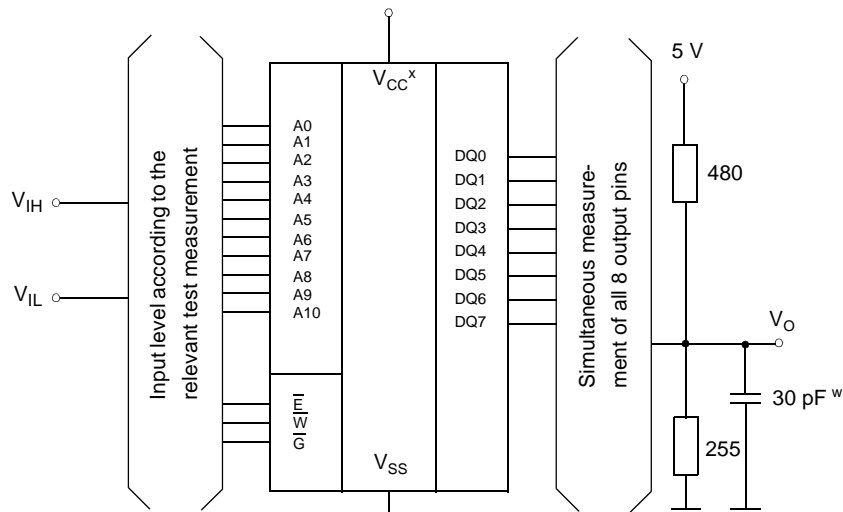 V_IH
V_IL
Input level according to the
relevant test measurement
V_CC^x
A0
A1
A2
A3
A4
A5
A6
A7
A8
A9
A10
E̅
W̅
G̅
V_SS
DQ0
DQ1
DQ2
DQ3
DQ4
DQ5
DQ6
DQ7
Simultaneous measure-
ment of all 8 output pins
5 V
480
V_O
30 pF ^w
255